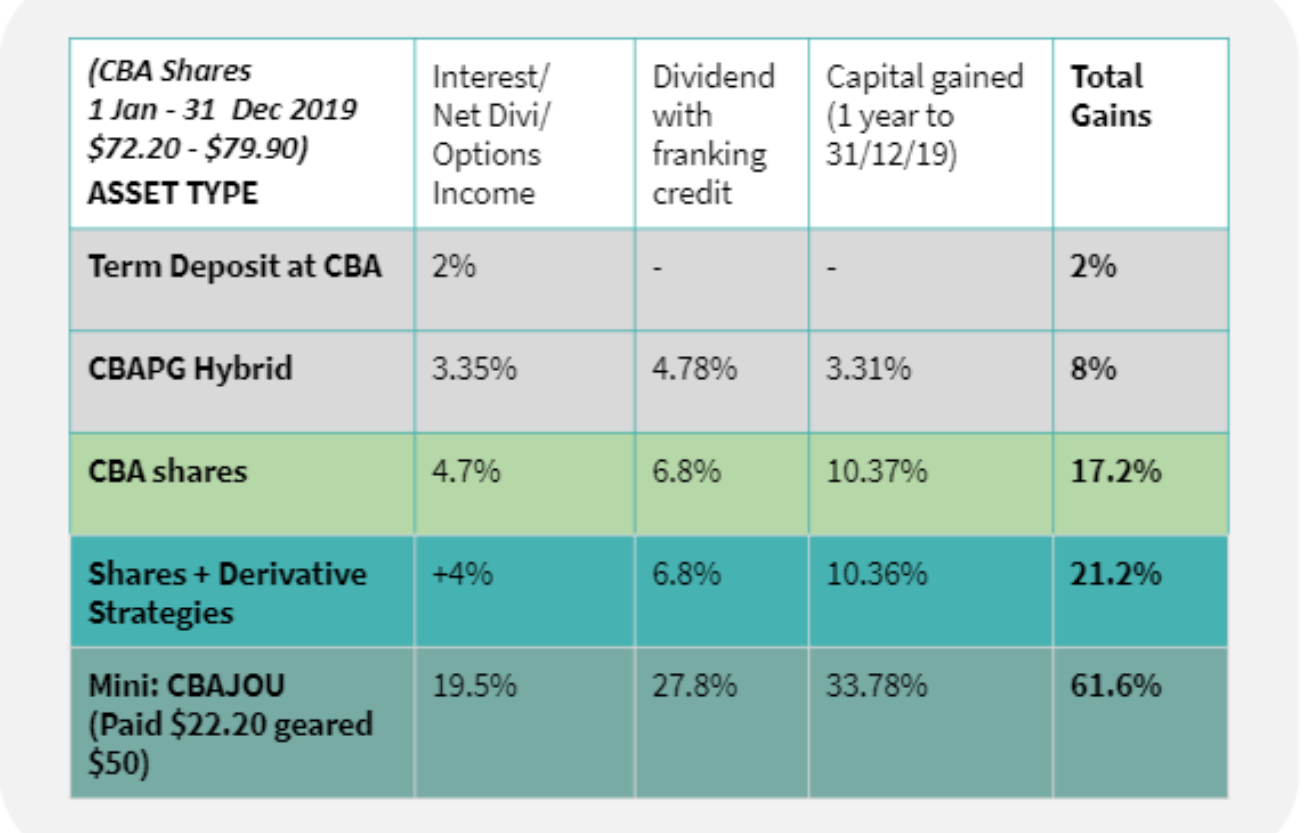 (CBA Shares
1 Jan - 31 Dec 2019
$72.20 - $79.90)
ASSET TYPE
Interest/
Net Divi/
Options
Income
Dividend
with
franking
credit
Capital gained
(1 year to
31/12/19)
Total
Gains
Term Deposit at CBA
2%
-
-
2%
CBAPG Hybrid
3.35%
4.78%
3.31%
8%
CBA shares
4.7%
6.8%
10.37%
17.2%
Shares + Derivative
Strategies
+4%
6.8%
10.36%
21.2%
Mini: CBAJOU
(Paid $22.20 geared
$50)
19.5%
27.8%
33.78%
61.6%